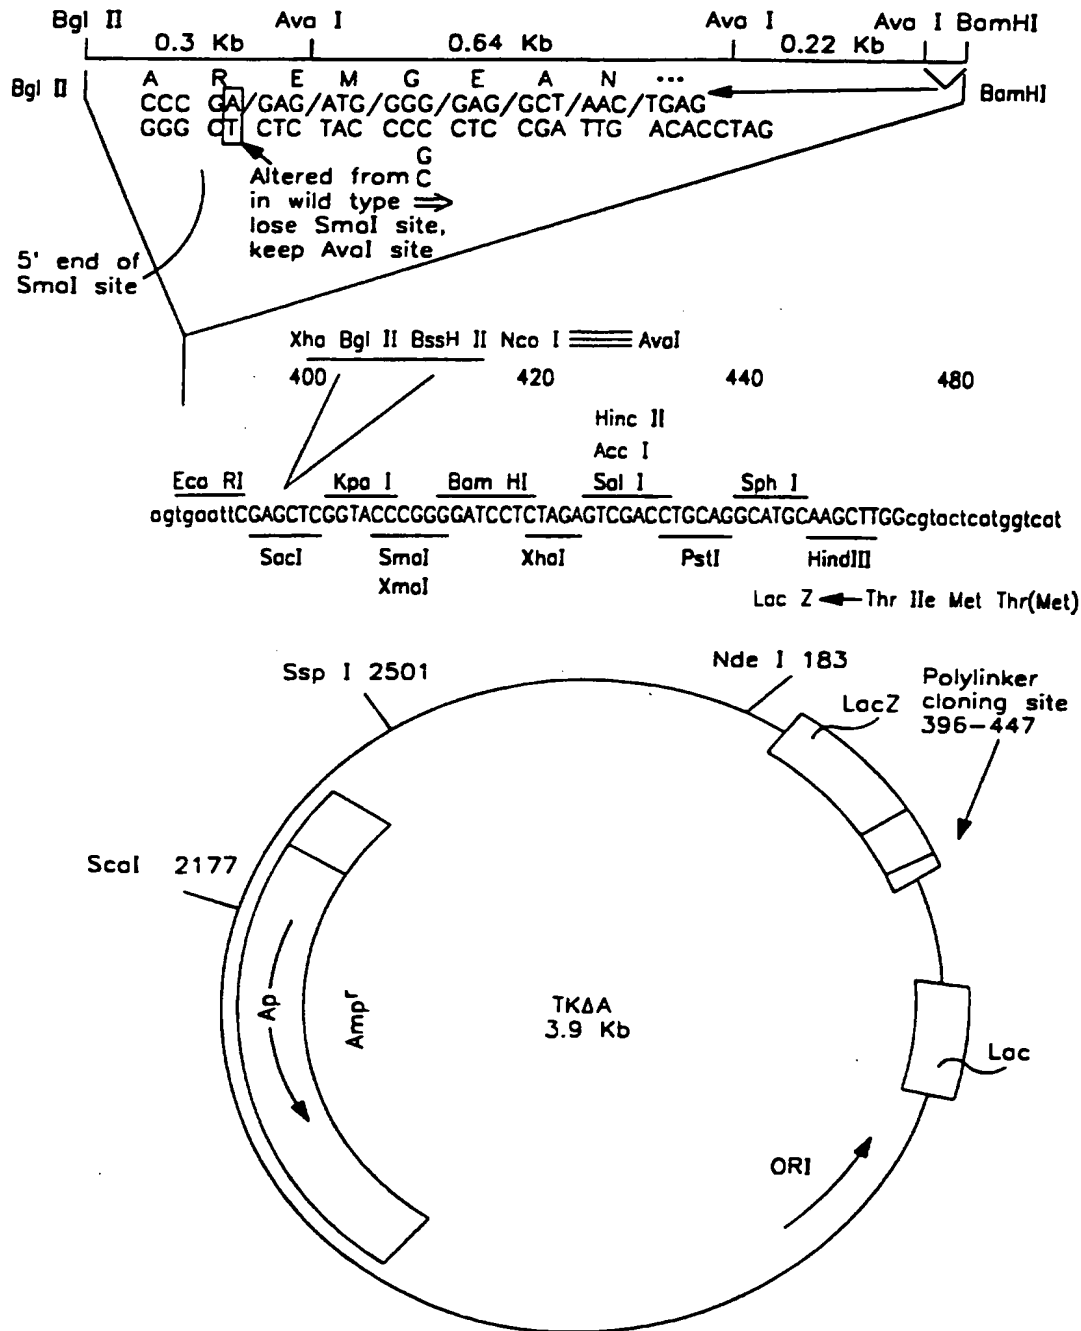 Bgl II Ava I Ava I Ava I BamHI
0.3 Kb 0.64 Kb 0.22 Kb
Bgl II A R E M G E A N ... BamHI
CCC GA/GAG/ATG/GGG/GAG/GCT/AAC/TGAG
GGG CT CTC TAC CCC CTC CGA TTG ACACCTAG
G
Altered from C
in wild type ⇒
lose SmaI site,
keep AvaI site
5' end of
SmaI site
Xho Bgl II BssH II Nco I AvaI
400 420 440 480
Hinc II
Acc I
Eco RI Kpa I Bam HI Sal I Sph I
agtgaattCGAGCTCGGTACCCGGGGATCCTCTAGAGTCGACCTGCAGGCATGCAAGCTTGGcgtactcatggtcat
SacI SmaI XhaI PstI HindIII
XmaI
Lac Z ← Thr IIe Met Thr(Met)
Ssp I 2501 Nde I 183
LacZ
Polylinker
cloning site
396-447
ScaI 2177
Ap
Ampr
TKΔA
3.9 Kb
Lac
ORI